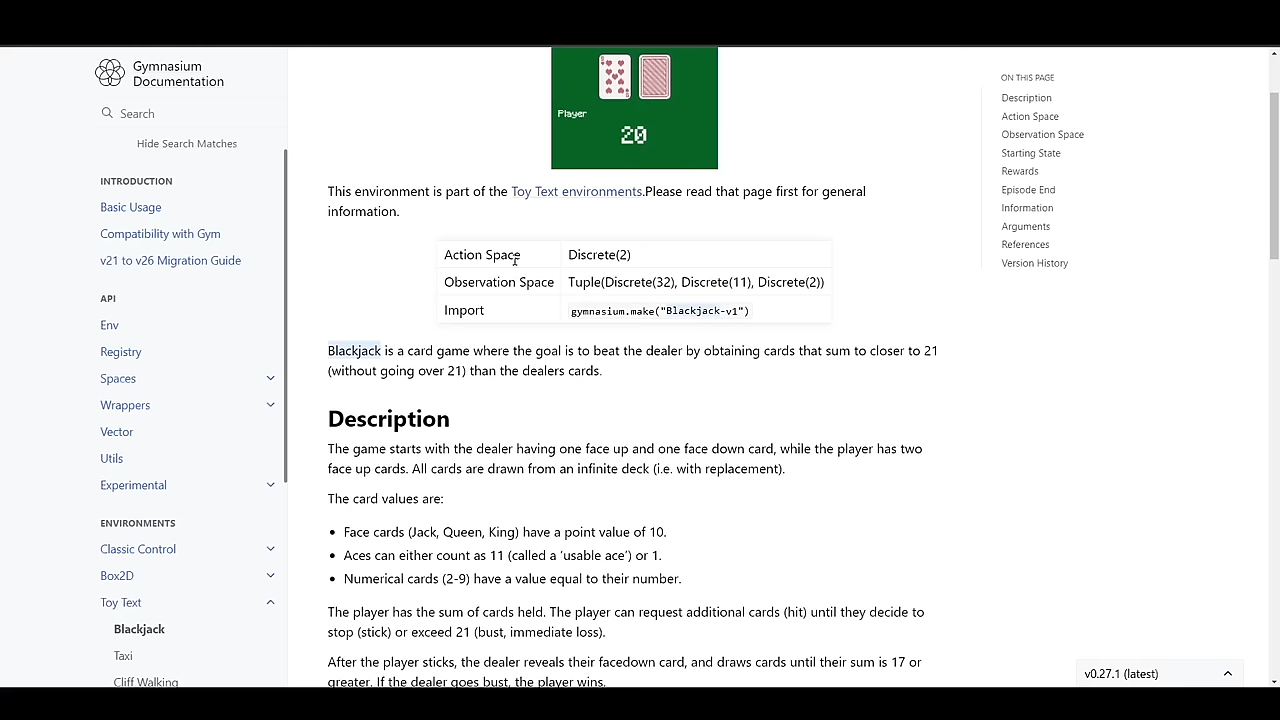 Gymnasium
Documentation
Search
Hide Search Matches
INTRODUCTION
Basic Usage
Compatibility with Gym
v21 to v26 Migration Guide
API
Env
Registry
Spaces
Wrappers
Vector
Utils
Experimental
ENVIRONMENTS
Classic Control
Box2D
Toy Text
Blackjack
Taxi
Cliff Walking
Player
20
This environment is part of the Toy Text environments.Please read that page first for general
information.
Action Space Discrete(2)
Observation Space Tuple(Discrete(32), Discrete(11), Discrete(2))
Import gymnasium.make("Blackjack-v1")
Blackjack is a card game where the goal is to beat the dealer by obtaining cards that sum to closer to 21
(without going over 21) than the dealers cards.
Description
The game starts with the dealer having one face up and one face down card, while the player has two
face up cards. All cards are drawn from an infinite deck (i.e. with replacement).
The card values are:
• Face cards (Jack, Queen, King) have a point value of 10.
• Aces can either count as 11 (called a ‘usable ace’) or 1.
• Numerical cards (2-9) have a value equal to their number.
The player has the sum of cards held. The player can request additional cards (hit) until they decide to
stop (stick) or exceed 21 (bust, immediate loss).
After the player sticks, the dealer reveals their facedown card, and draws cards until their sum is 17 or
greater. If the dealer goes bust, the player wins.
ON THIS PAGE
Description
Action Space
Observation Space
Starting State
Rewards
Episode End
Information
Arguments
References
Version History
v0.27.1 (latest)